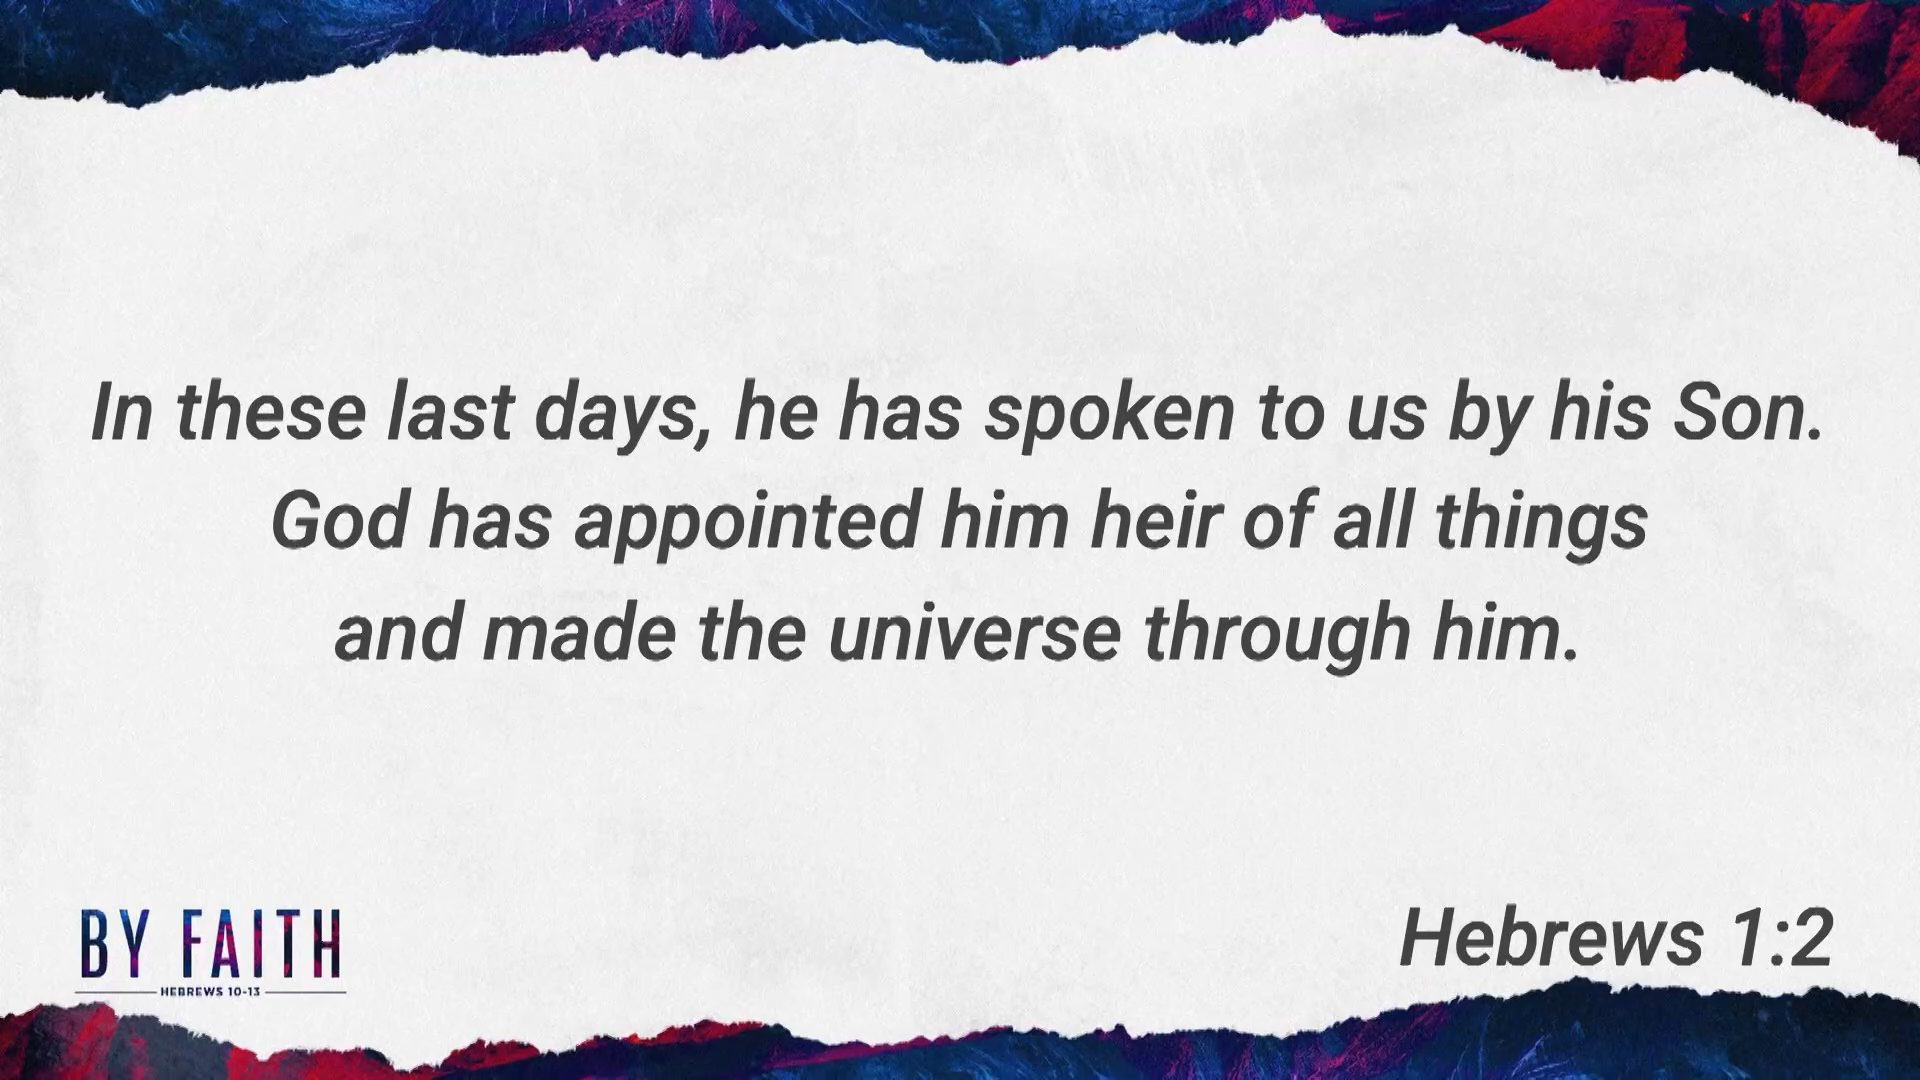 In these last days, he has spoken to us by his Son.
God has appointed him heir of all things
and made the universe through him.
BY FAITH
HEBREWS 10-13
Hebrews 1:2